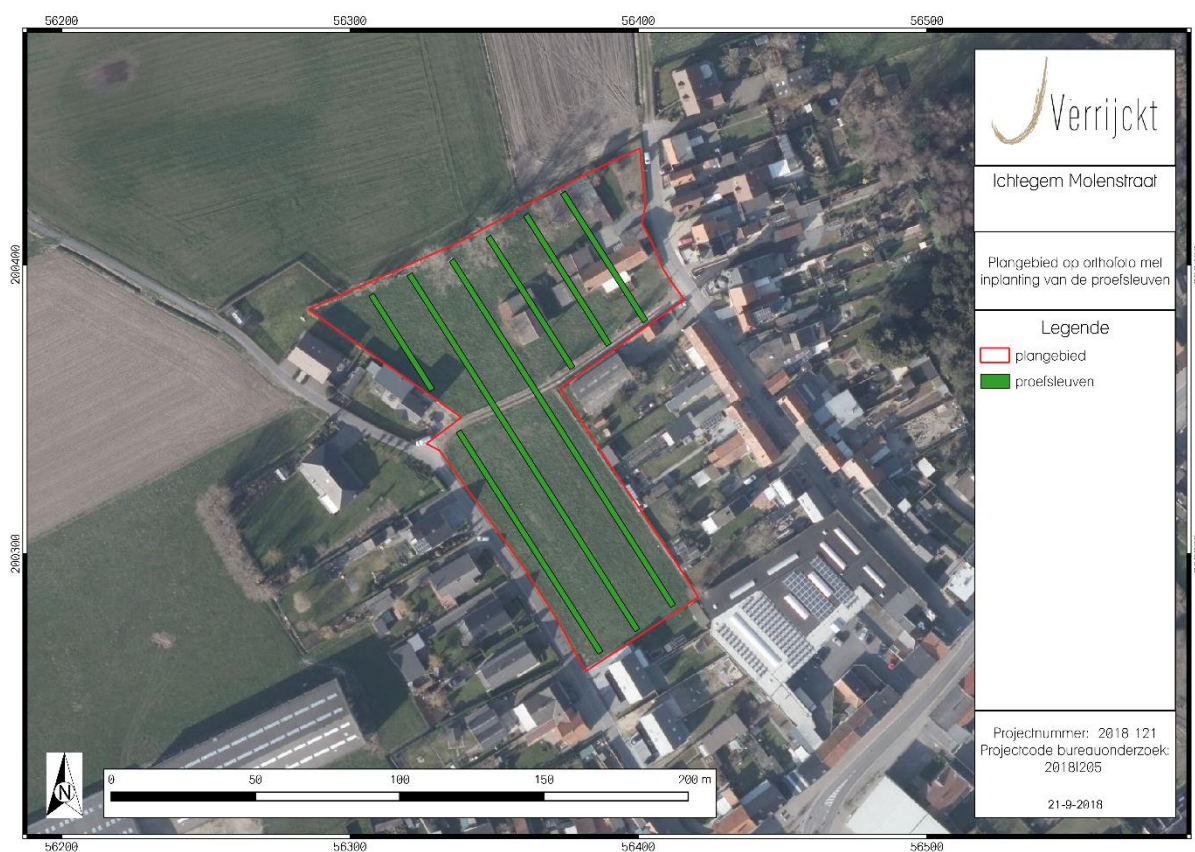 56200 56300 56400 56500
Verrijckt
Ichtegem Molenstraat
Plangebied op orthofoto met
inplanting van de proefsleuven
Legende
plangebied
proefsleuven
200400
200300
0 50 100 150 200 m
N
Projectnummer: 2018 121
Projectcode bureauonderzoek:
2018I205
21-9-2018
56200 56300 56400 56500